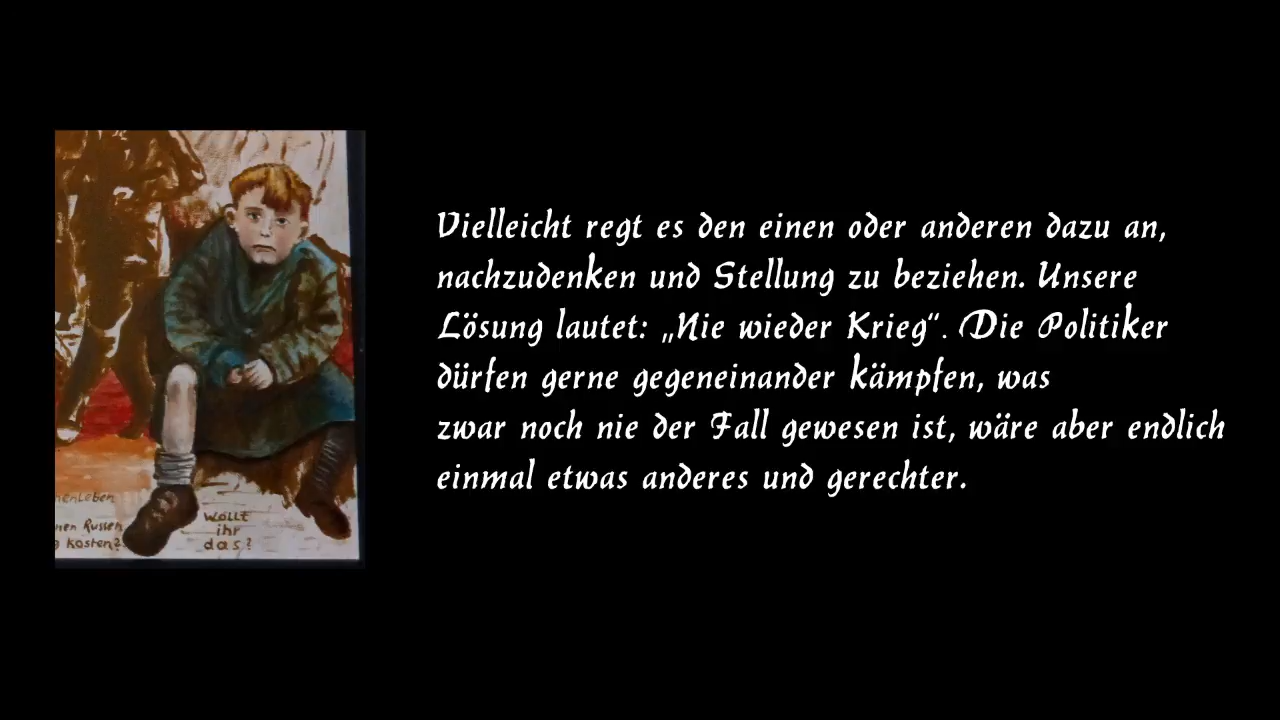 Vielleicht regt es den einen oder anderen dazu an,
nachzudenken und Stellung zu beziehen. Unsere
Lösung lautet: „Nie wieder Krieg“. Die Politiker
dürfen gerne gegeneinander kämpfen, was
zwar noch nie der Fall gewesen ist, wäre aber endlich
einmal etwas anderes und gerechter.
Russen
kosten?
Wollt
ihr
das?